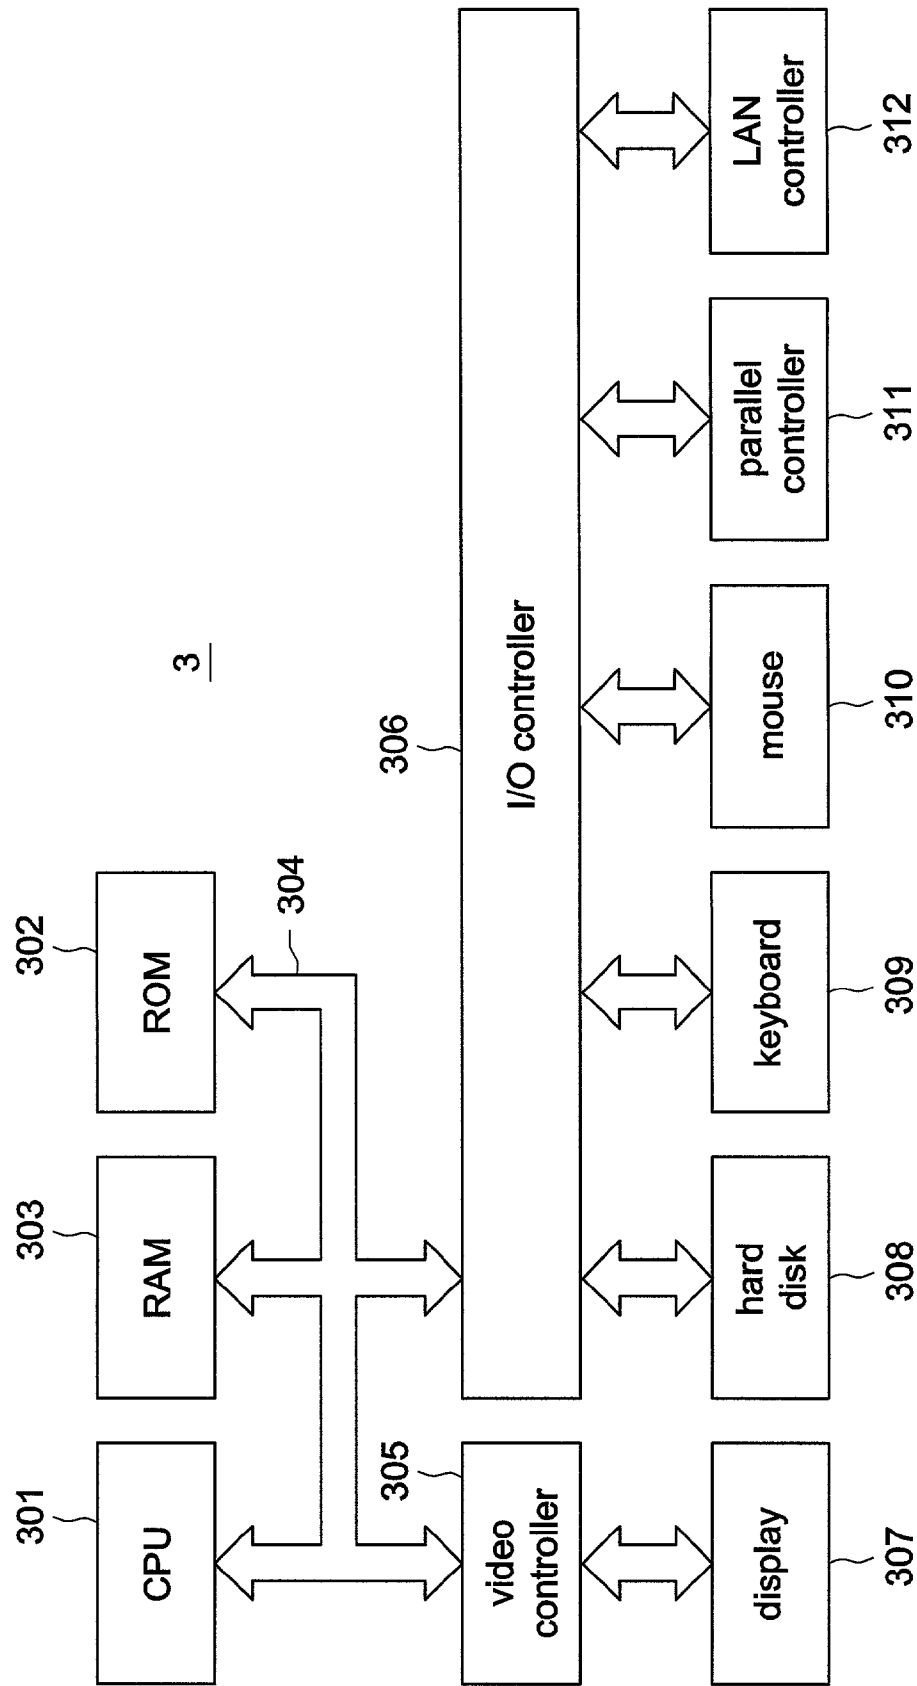 3
301
303
302
CPU
RAM
ROM
304
305
306
video
controller
I/O controller
display
hard
disk
keyboard
mouse
parallel
controller
LAN
controller
307
308
309
310
311
312